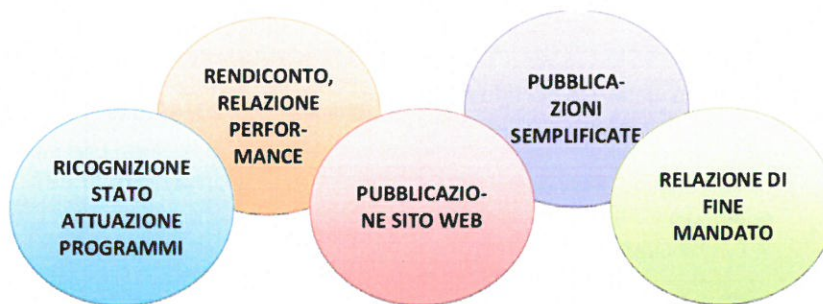 RICOGNIZIONE
STATO
ATTUAZIONE
PROGRAMMI
RENDICONTO,
RELAZIONE
PERFOR-
MANCE
PUBBLICAZIO-
NE SITO WEB
PUBBLICA-
ZIONI
SEMPLIFICATE
RELAZIONE DI
FINE
MANDATO